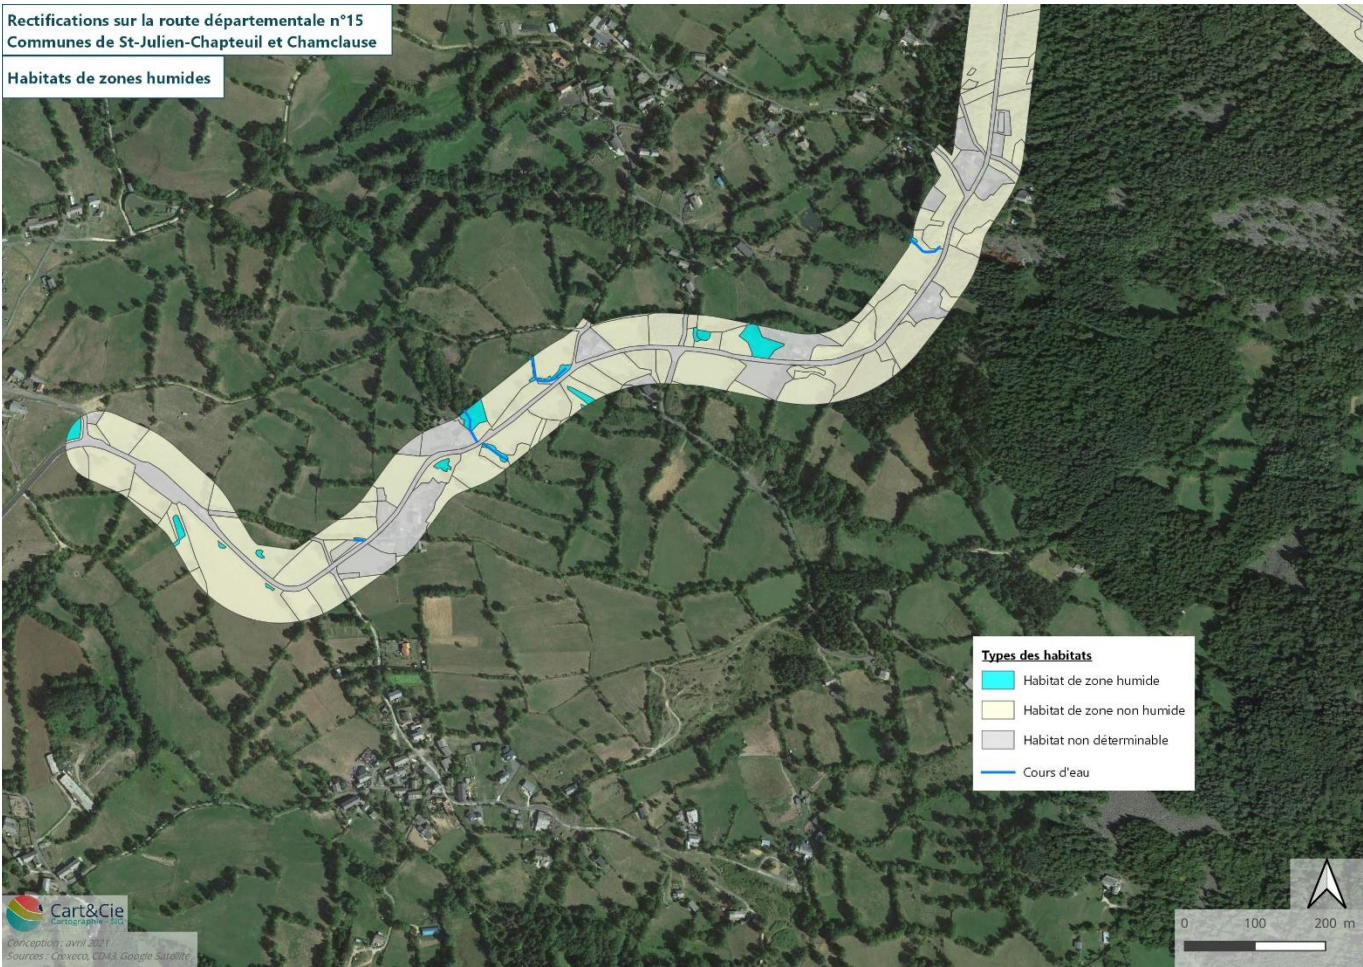 Rectifications sur la route départementale n°15
Communes de St-Julien-Chapteuil et Chamclause
Habitats de zones humides
Types des habitats
Habitat de zone humide
Habitat de zone non humide
Habitat non déterminable
Cours d'eau
Cart&Cie
Cartographie - SIG
Conception : avril 2021
Sources : Crexeco, CD43, Google Satellite
0 100 200 m